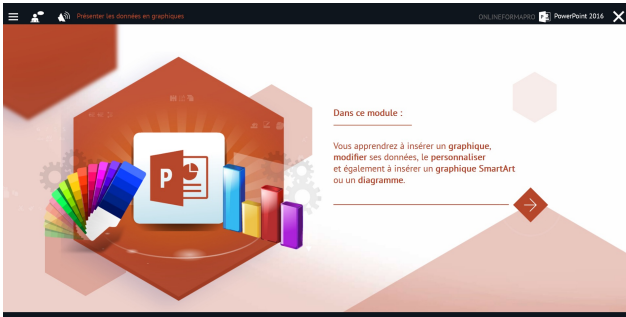 Présenter les données en graphiques
ONLINEFORMAPRO PowerPoint 2016
P
Dans ce module :
Vous apprendrez à insérer un graphique,
modifier ses données, le personnaliser
et également à insérer un graphique SmartArt
ou un diagramme.